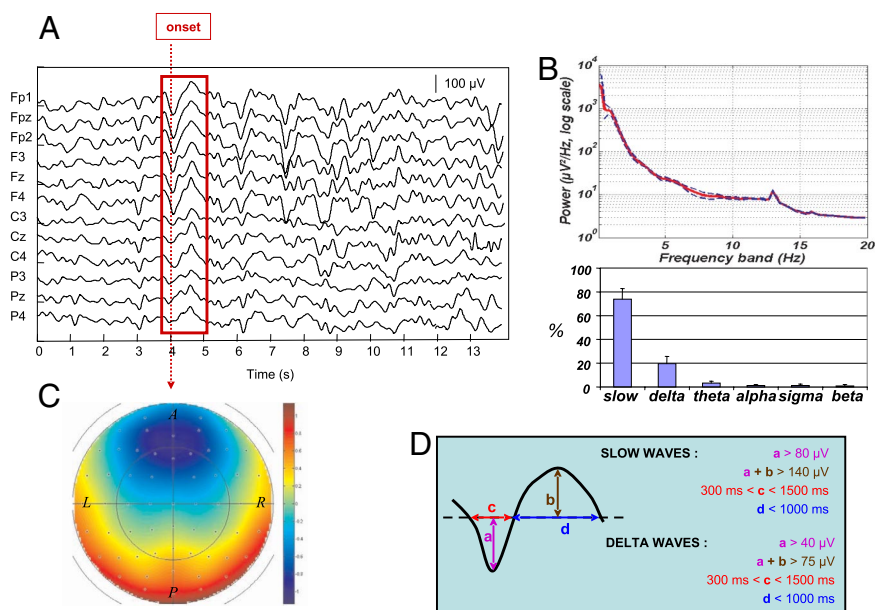 A
onset
100 µV
Fp1
Fpz
Fp2
F3
Fz
F4
C3
Cz
C4
P3
Pz
P4
0 1 2 3 4 5 6 7 8 9 10 11 12 13
Time (s)
B
Power (µV²/Hz, log scale)
10⁴
10³
10²
10¹
10⁰
5 10 15 20
Frequency band (Hz)
%
100
80
60
40
20
0
slow delta theta alpha sigma beta
C
A
L R
P
D
a
b
c
d
SLOW WAVES :
a > 80 µV
a + b > 140 µV
300 ms < c < 1500 ms
d < 1000 ms
DELTA WAVES :
a > 40 µV
a + b > 75 µV
300 ms < c < 1500 ms
d < 1000 ms